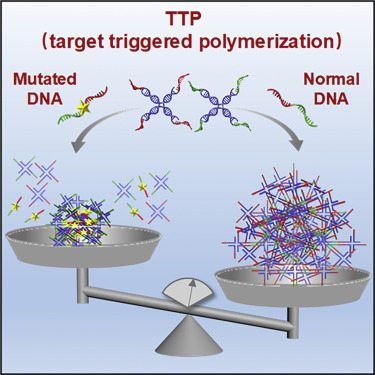 TTP
(target triggered polymerization)
Mutated
DNA
Normal
DNA